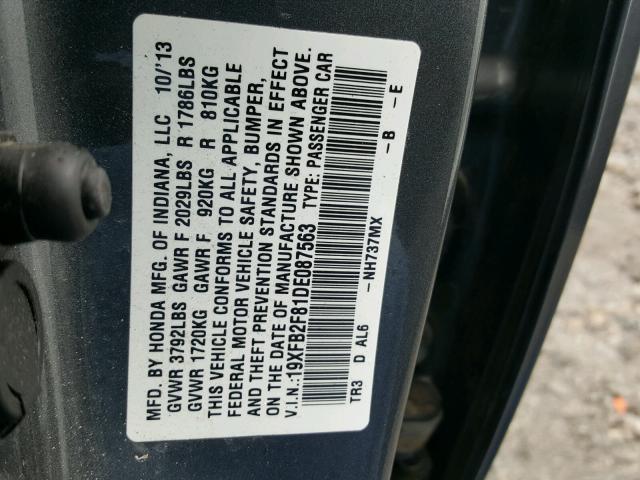 MFD. BY HONDA MFG. OF INDIANA, LLC 10/'13
GVWR 3792LBS GAWR F 2029LBS R 1786LBS
GVWR 1720KG GAWR F 920KG R 810KG
THIS VEHICLE CONFORMS TO ALL APPLICABLE
FEDERAL MOTOR VEHICLE SAFETY, BUMPER,
AND THEFT PREVENTION STANDARDS IN EFFECT
ON THE DATE OF MANUFACTURE SHOWN ABOVE.
V.I.N.:19XFB2F81DE087563 TYPE: PASSENGER CAR
TR3 D AL6 -NH737MX -B -E